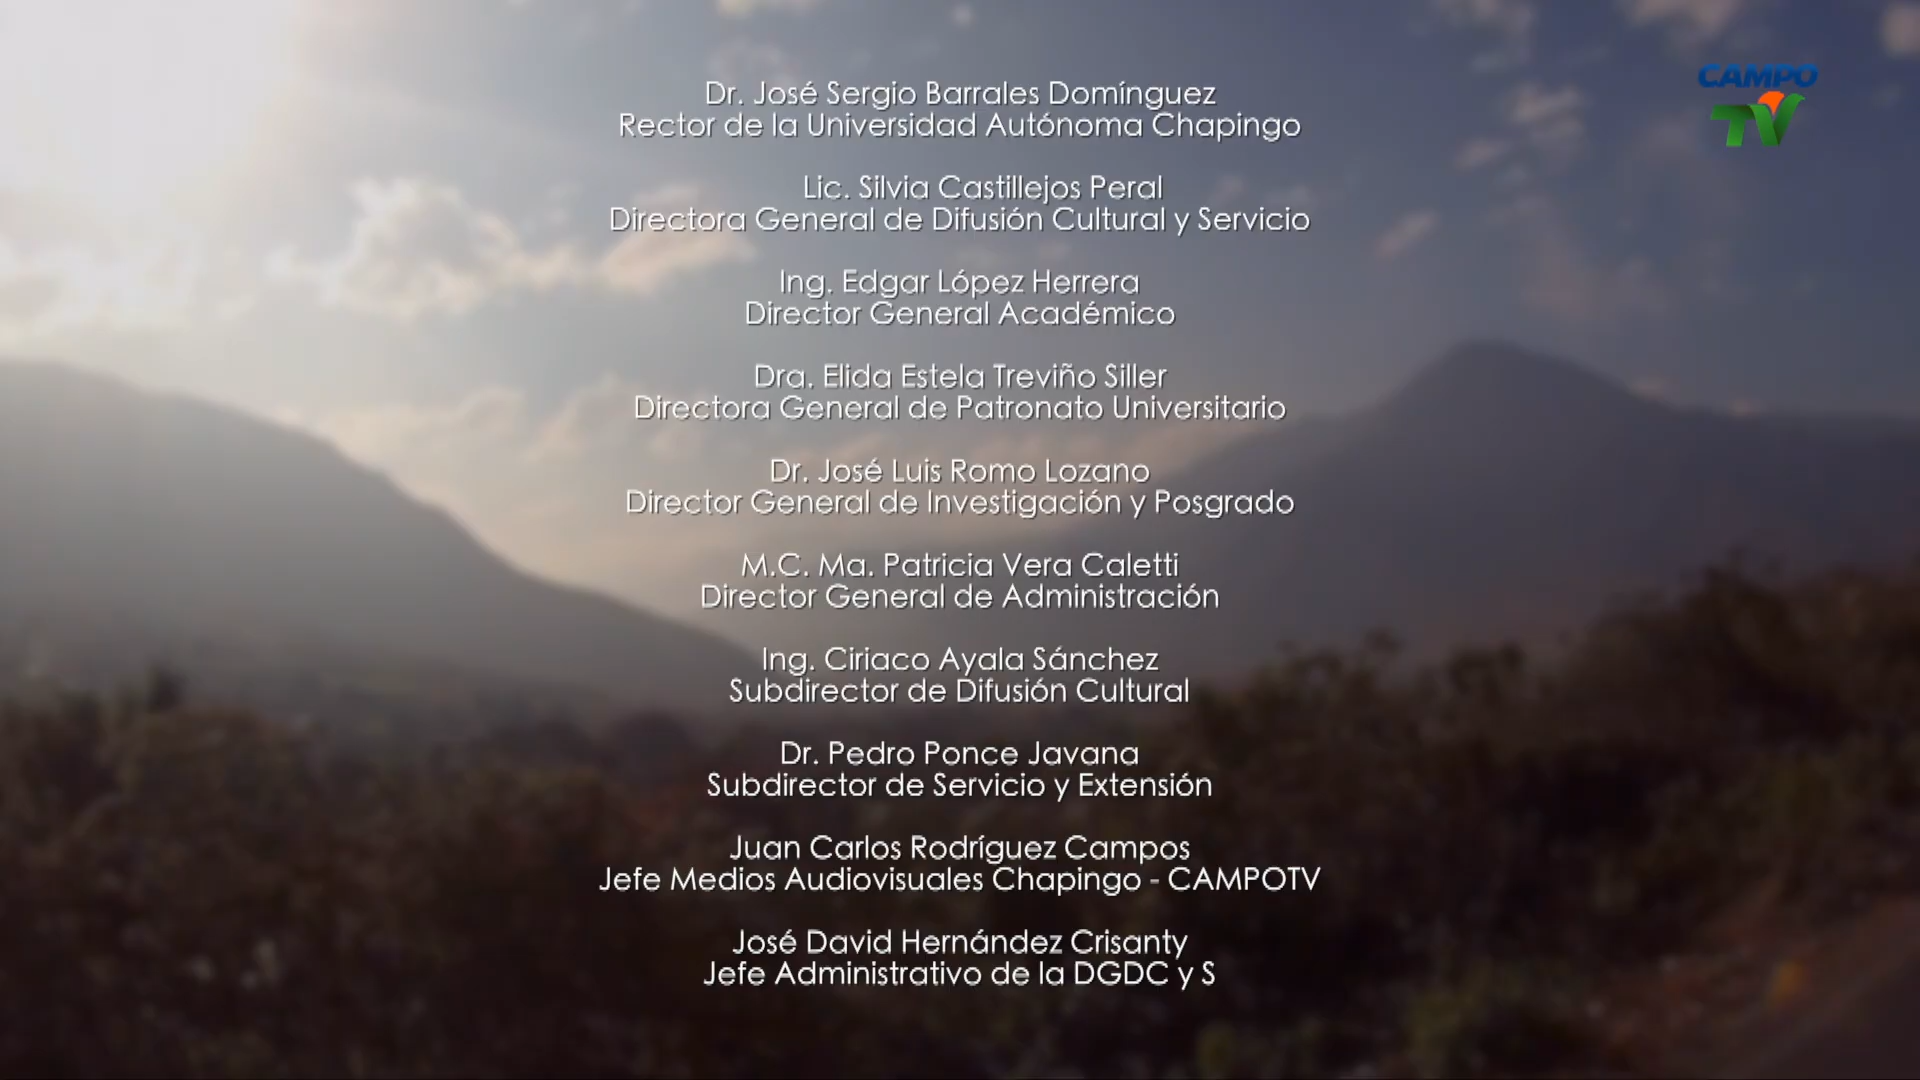 CAMPO
TV
Dr. José Sergio Barrales Domínguez
Rector de la Universidad Autónoma Chapingo
Lic. Silvia Castillejos Peral
Directora General de Difusión Cultural y Servicio
Ing. Edgar López Herrera
Director General Académico
Dra. Elida Estela Treviño Siller
Directora General de Patronato Universitario
Dr. José Luis Romo Lozano
Director General de Investigación y Posgrado
M.C. Ma. Patricia Vera Caletti
Director General de Administración
Ing. Ciriaco Ayala Sánchez
Subdirector de Difusión Cultural
Dr. Pedro Ponce Javana
Subdirector de Servicio y Extensión
Juan Carlos Rodríguez Campos
Jefe Medios Audiovisuales Chapingo - CAMPOTV
José David Hernández Crisanty
Jefe Administrativo de la DGDC y S